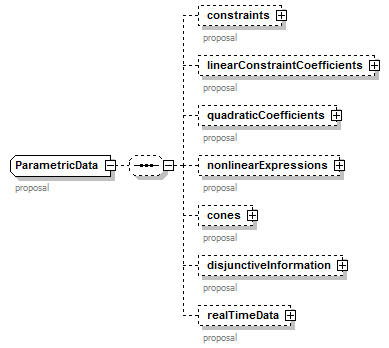 constraints
proposal
linearConstraintCoefficients
proposal
quadraticCoefficients
proposal
ParametricData
proposal
nonlinearExpressions
proposal
cones
proposal
disjunctiveInformation
proposal
realTimeData
proposal